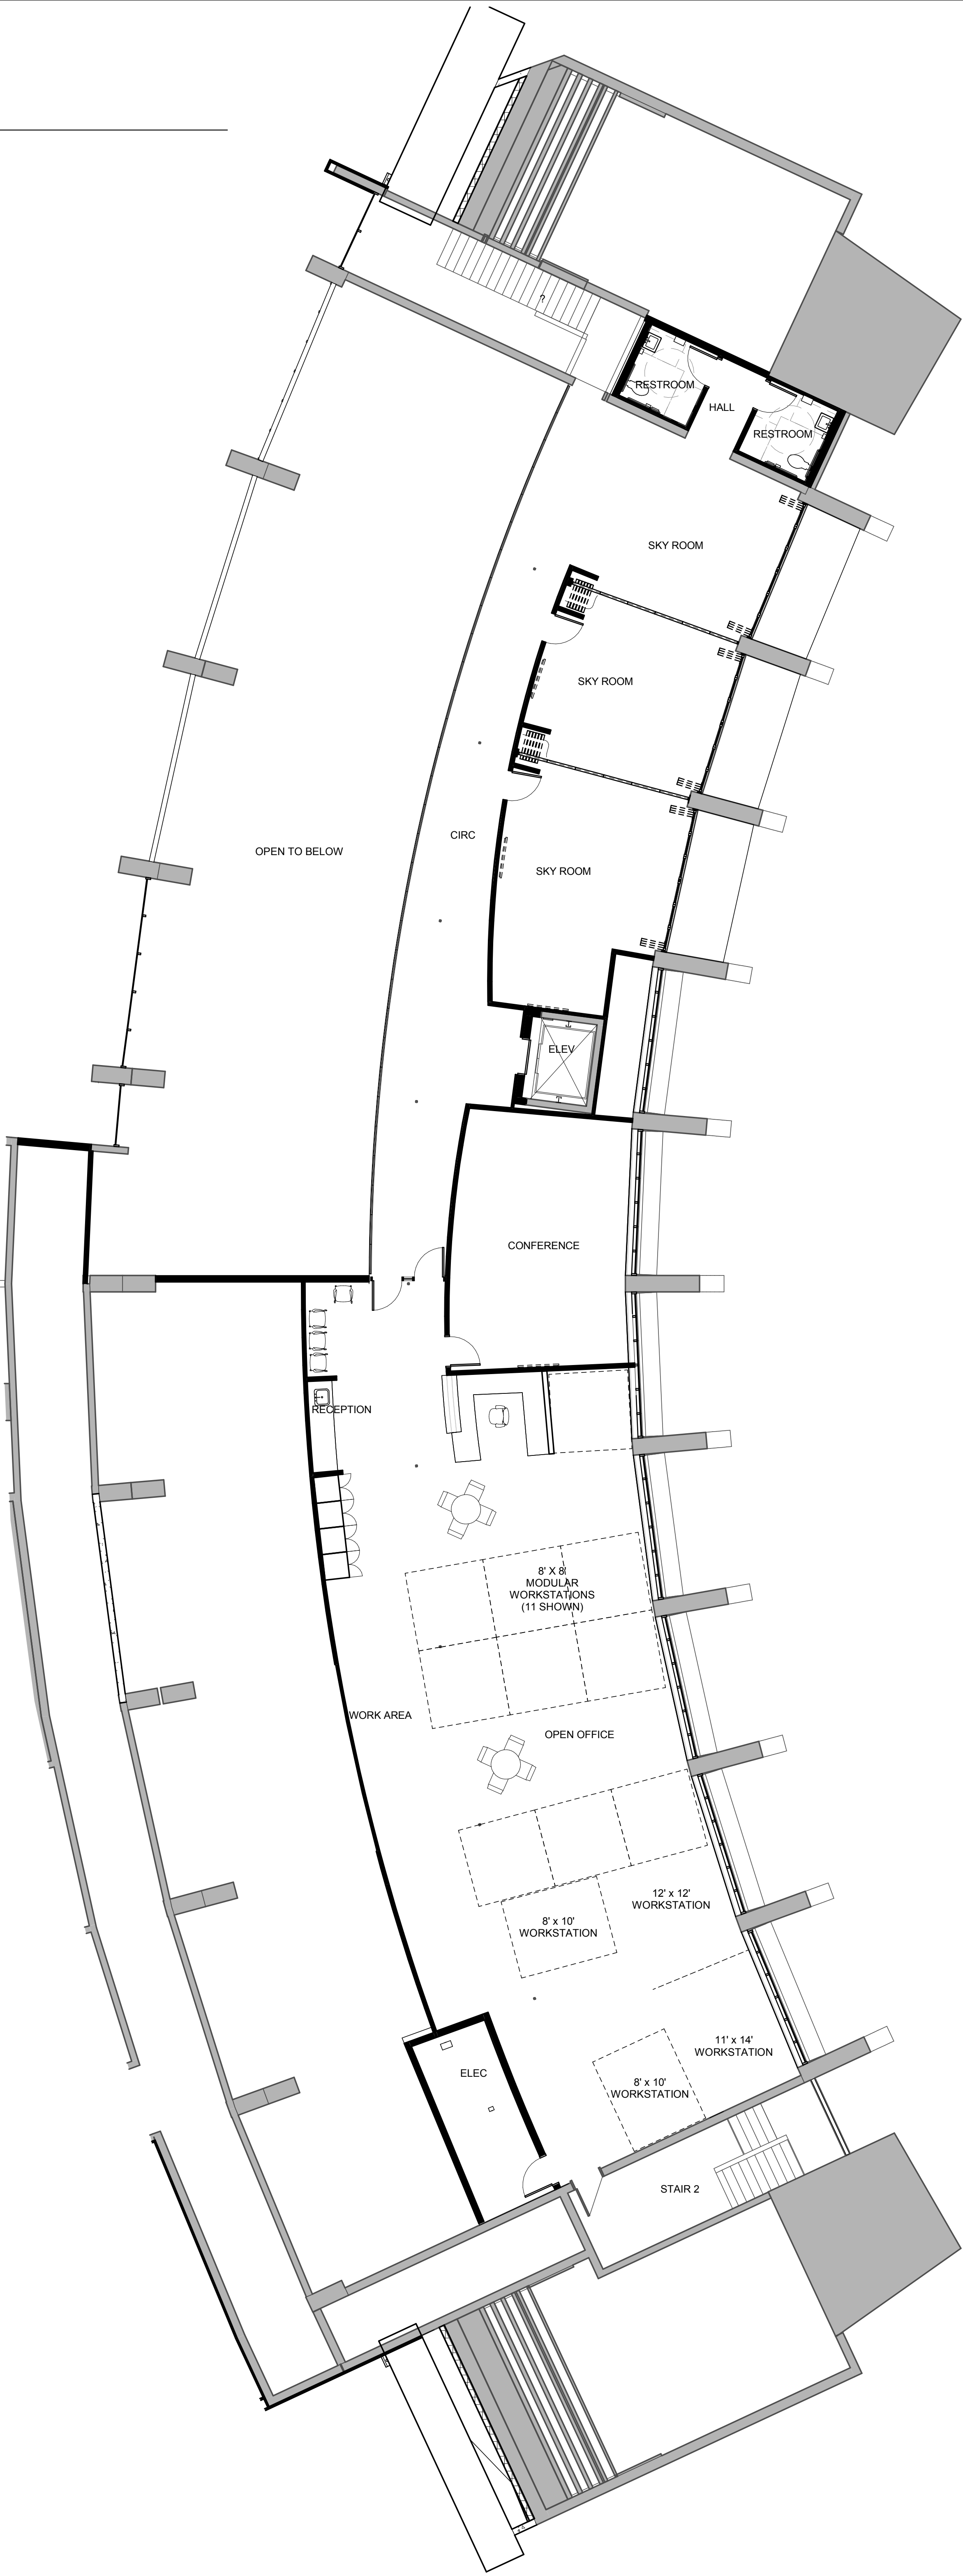 ?
RESTROOM
HALL
RESTROOM
SKY ROOM
SKY ROOM
CIRC
OPEN TO BELOW
SKY ROOM
ELEV
CONFERENCE
RECEPTION
8' X 8'
MODULAR
WORKSTATIONS
(11 SHOWN)
WORK AREA
OPEN OFFICE
12' x 12'
WORKSTATION
8' x 10'
WORKSTATION
11' x 14'
WORKSTATION
ELEC
8' x 10'
WORKSTATION
STAIR 2